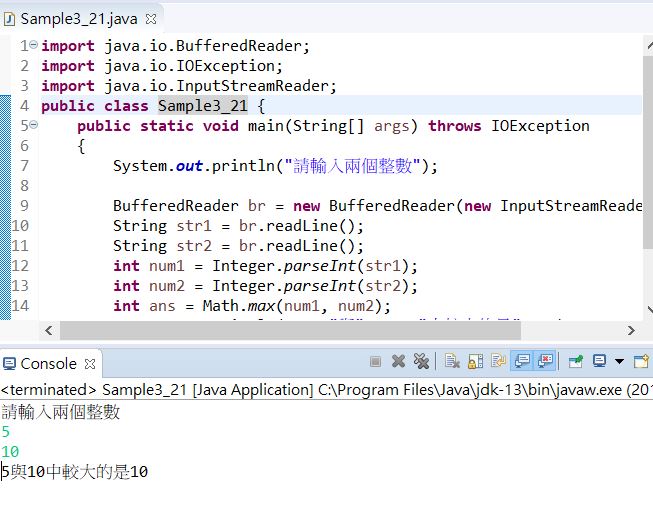 Sample3_21.java
1 import java.io.BufferedReader;
2 import java.io.IOException;
3 import java.io.InputStreamReader;
4 public class Sample3_21 {
5 public static void main(String[] args) throws IOException
6 {
7 System.out.println("請輸入兩個整數");
8
9 BufferedReader br = new BufferedReader(new InputStreamReade
10 String str1 = br.readLine();
11 String str2 = br.readLine();
12 int num1 = Integer.parseInt(str1);
13 int num2 = Integer.parseInt(str2);
14 int ans = Math.max(num1, num2);
Console
<terminated> Sample3_21 [Java Application] C:\Program Files\Java\jdk-13\bin\javaw.exe (201
請輸入兩個整數
5
10
5與10中較大的是10